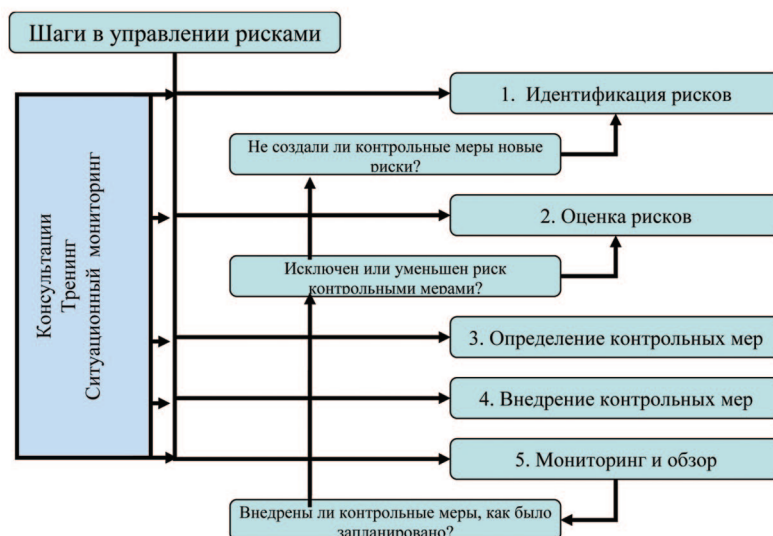 Шаги в управлении рисками
1. Идентификация рисков
Не создали ли контрольные меры новые
риски?
2. Оценка рисков
Исключен или уменьшен риск
контрольными мерами?
Консультации
Тренинг
Ситуационный мониторинг
3. Определение контрольных мер
4. Внедрение контрольных мер
5. Мониторинг и обзор
Внедрены ли контрольные меры, как было
запланировано?